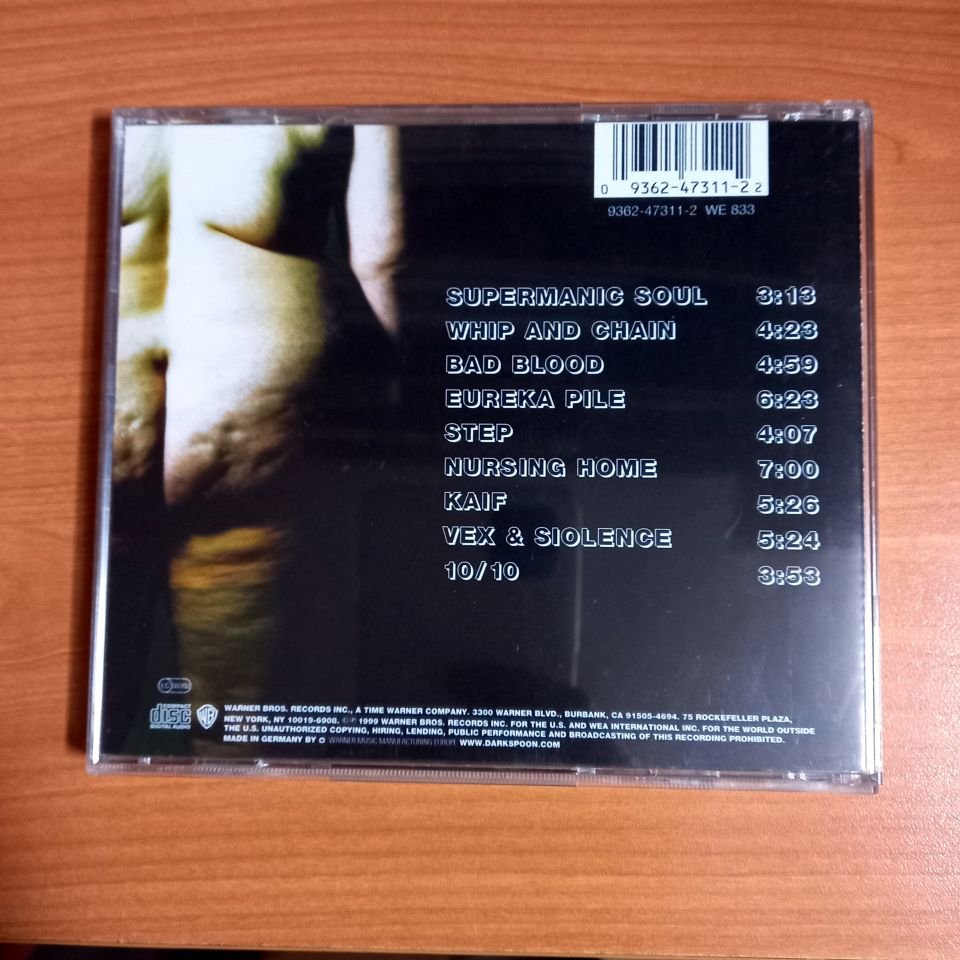 0 9362-47311-2 2
9362-47311-2 WE 833
SUPERMANIC SOUL 3:13
WHIP AND CHAIN 4:23
BAD BLOOD 4:59
EUREKA PILE 6:23
STEP 4:07
NURSING HOME 7:00
KAIF 5:26
VEX & SIOLENCE 5:24
10/10 3:53
COMPACT
disc
DIGITAL AUDIO
WB
WARNER BROS. RECORDS INC., A TIME WARNER COMPANY. 3300 WARNER BLVD., BURBANK, CA 91505-4694. 75 ROCKEFELLER PLAZA,
NEW YORK, NY 10019-6908. ©℗ 1999 WARNER BROS. RECORDS INC. FOR THE U.S. AND WEA INTERNATIONAL INC. FOR THE WORLD OUTSIDE
THE U.S. UNAUTHORIZED COPYING, HIRING, LENDING, PUBLIC PERFORMANCE AND BROADCASTING OF THIS RECORDING PROHIBITED.
MADE IN GERMANY BY WARNER MUSIC MANUFACTURING EUROPE WWW.DARKSPOON.COM